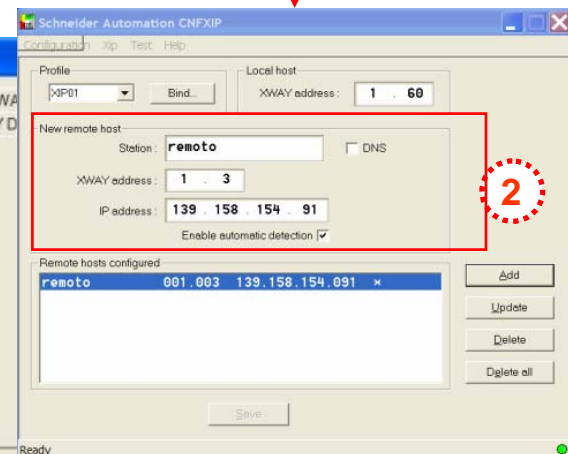 Schneider Automation CNFXIP
Configuration Xip Test Help
Profile
XIP01
Bind...
Local host
XWAY address : 1 . 60
New remote host
Station : remoto
DNS
XWAY address : 1 . 3
IP address : 139 . 158 . 154 . 91
Enable automatic detection
2
Remote hosts configured
remoto 001.003 139.158.154.091 ×
Add
Update
Delete
Delete all
Save
Ready